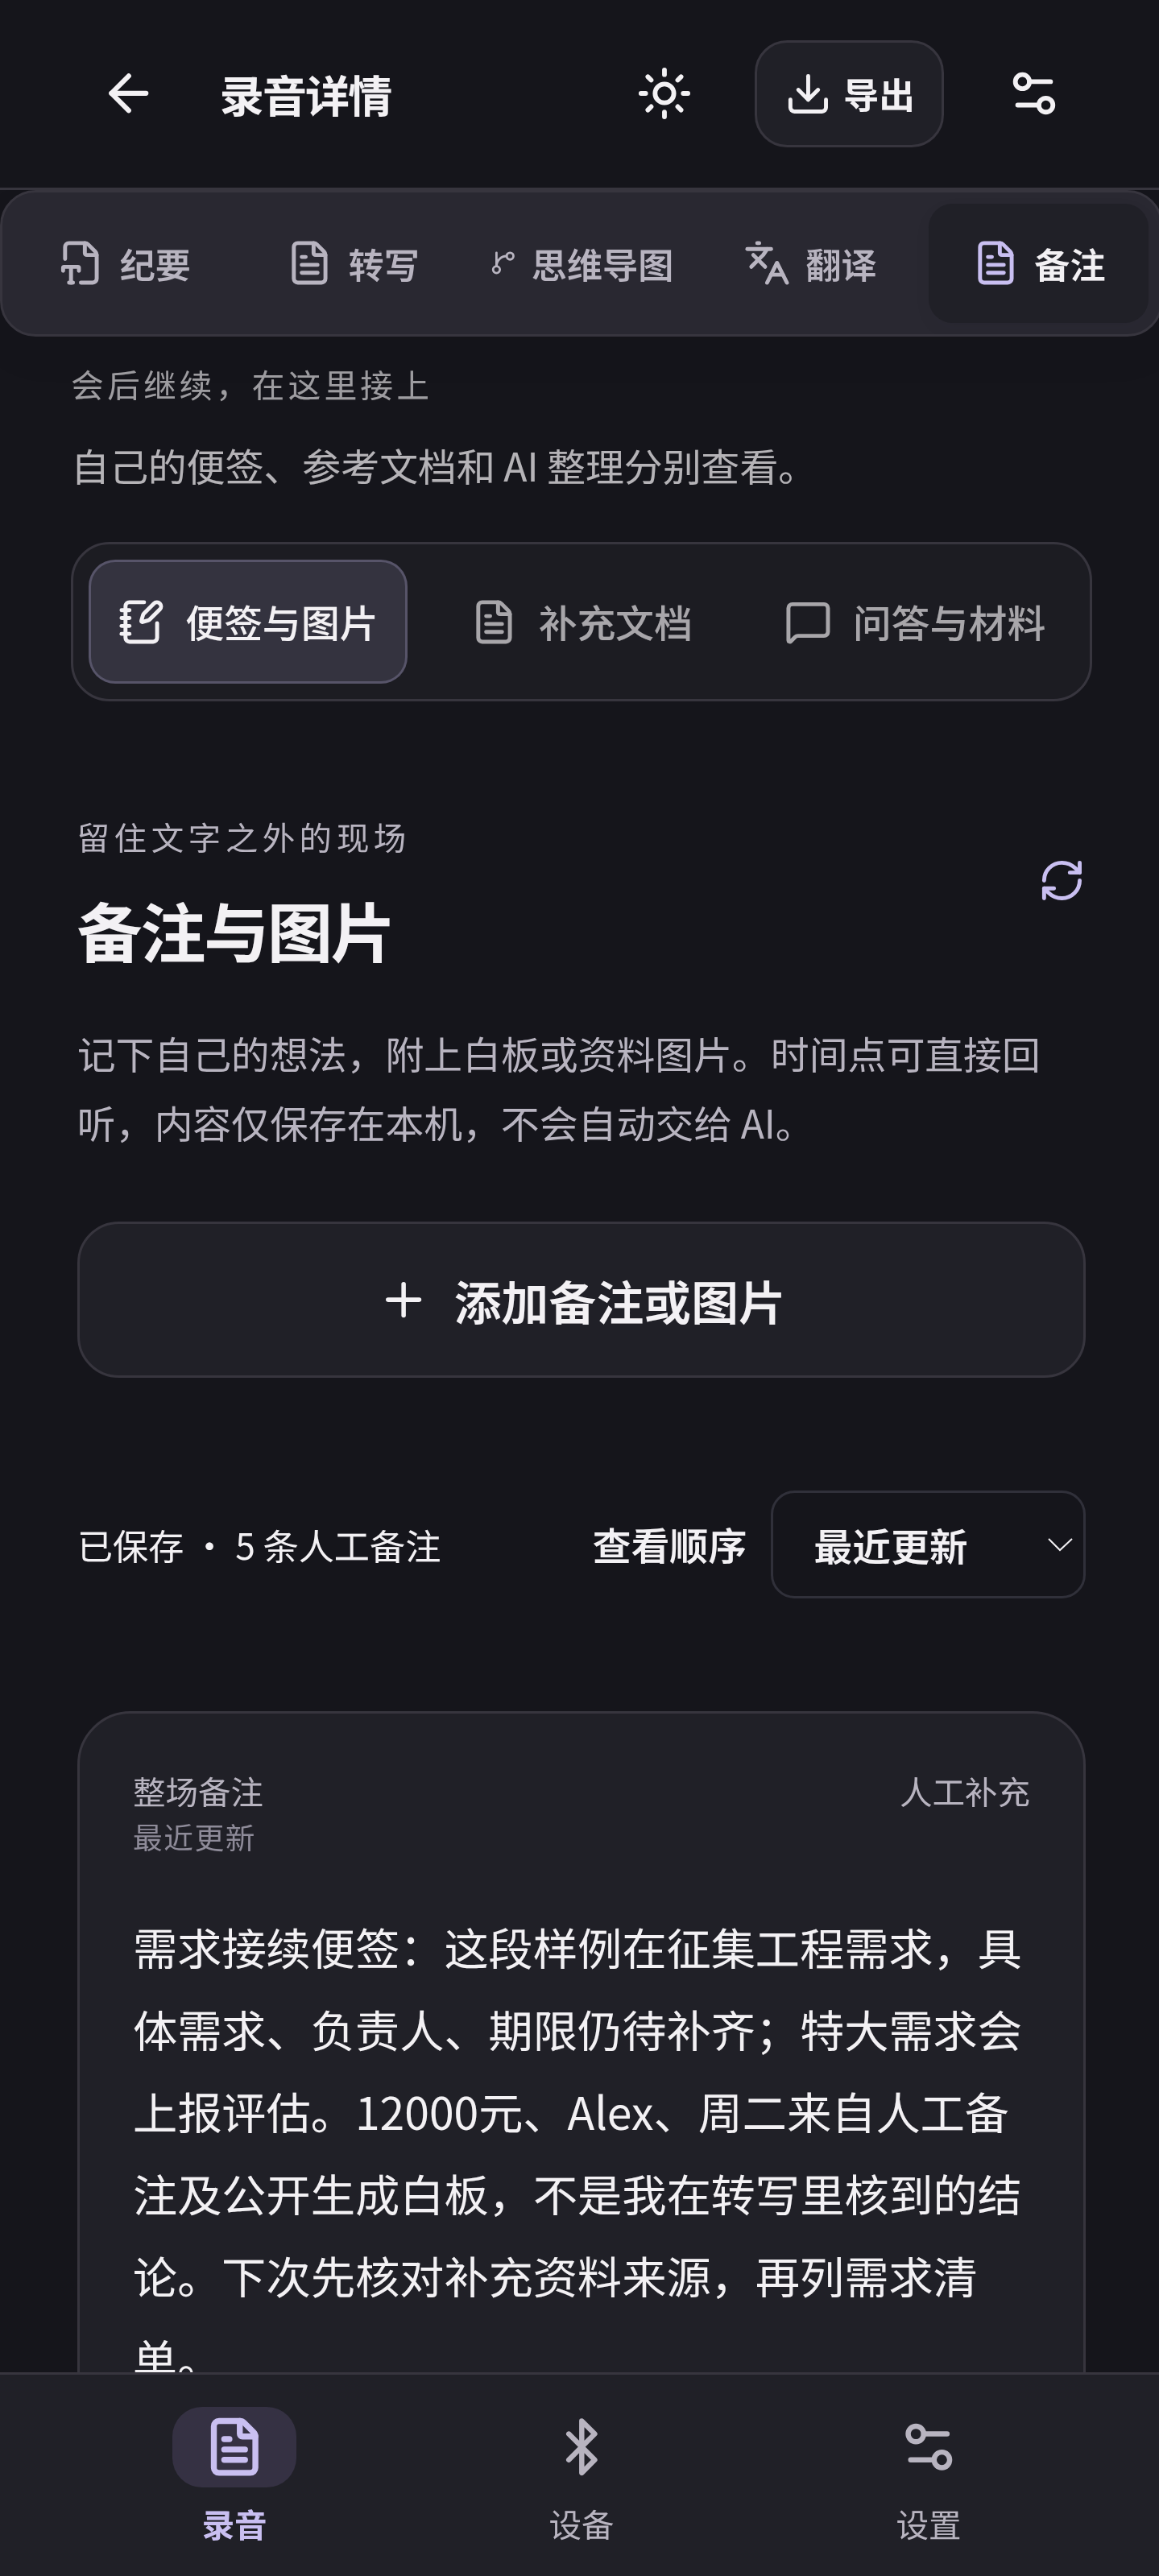 录音详情
导出
纪要
转写
思维导图
翻译
备注
会后继续，在这里接上
自己的便签、参考文档和 AI 整理分别查看。
便签与图片
补充文档
问答与材料
留住文字之外的现场
备注与图片
记下自己的想法，附上白板或资料图片。时间点可直接回
听，内容仅保存在本机，不会自动交给 AI。
添加备注或图片
已保存 · 5 条人工备注
查看顺序
最近更新
整场备注
人工补充
最近更新
需求接续便签：这段样例在征集工程需求，具
体需求、负责人、期限仍待补齐；特大需求会
上报评估。12000元、Alex、周二来自人工备
注及公开生成白板，不是我在转写里核到的结
论。下次先核对补充资料来源，再列需求清
单。
录音
设备
设置